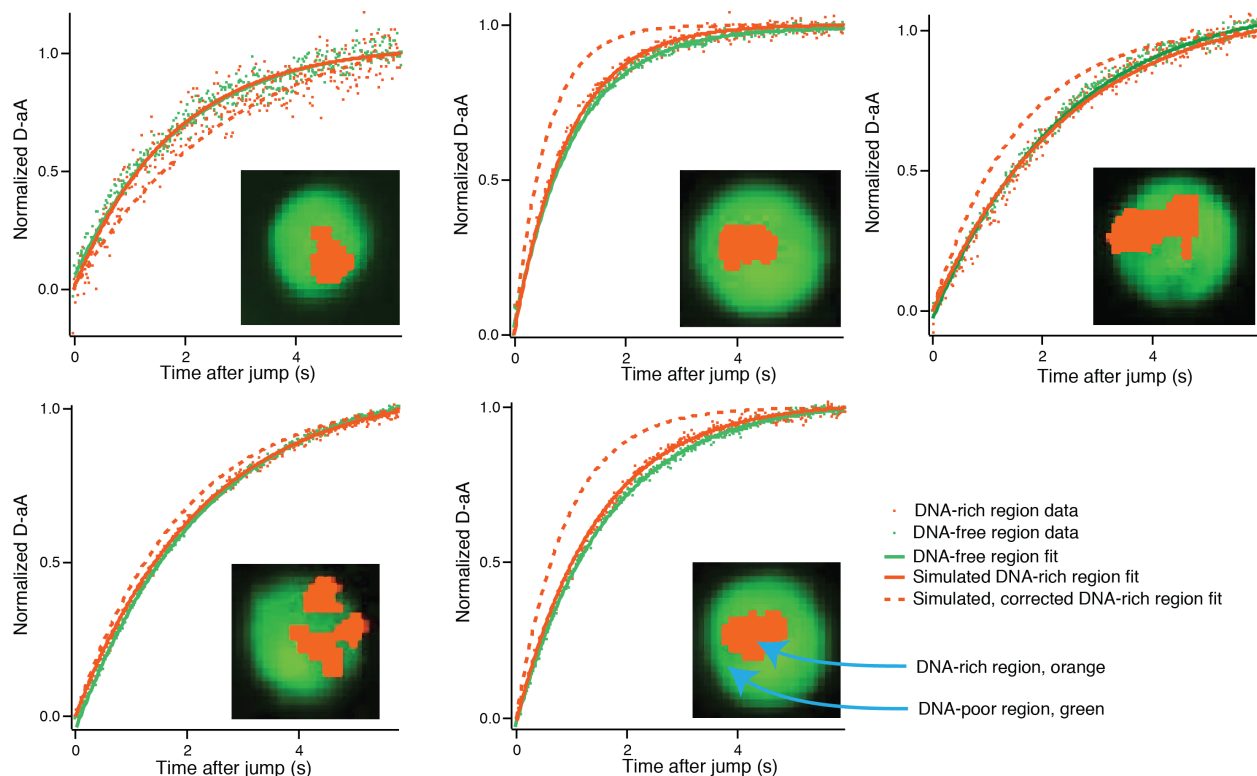 Normalized D-aA
1.0
0.5
0.0
0
2
4
Time after jump (s)
Normalized D-aA
1.0
0.5
0.0
0
2
4
Time after jump (s)
Normalized D-aA
1.0
0.5
0.0
0
2
4
Time after jump (s)
Normalized D-aA
1.0
0.5
0.0
0
2
4
Time after jump (s)
Normalized D-aA
1.0
0.5
0.0
0
2
4
Time after jump (s)
DNA-rich region data
DNA-free region data
DNA-free region fit
Simulated DNA-rich region fit
Simulated, corrected DNA-rich region fit
DNA-rich region, orange
DNA-poor region, green